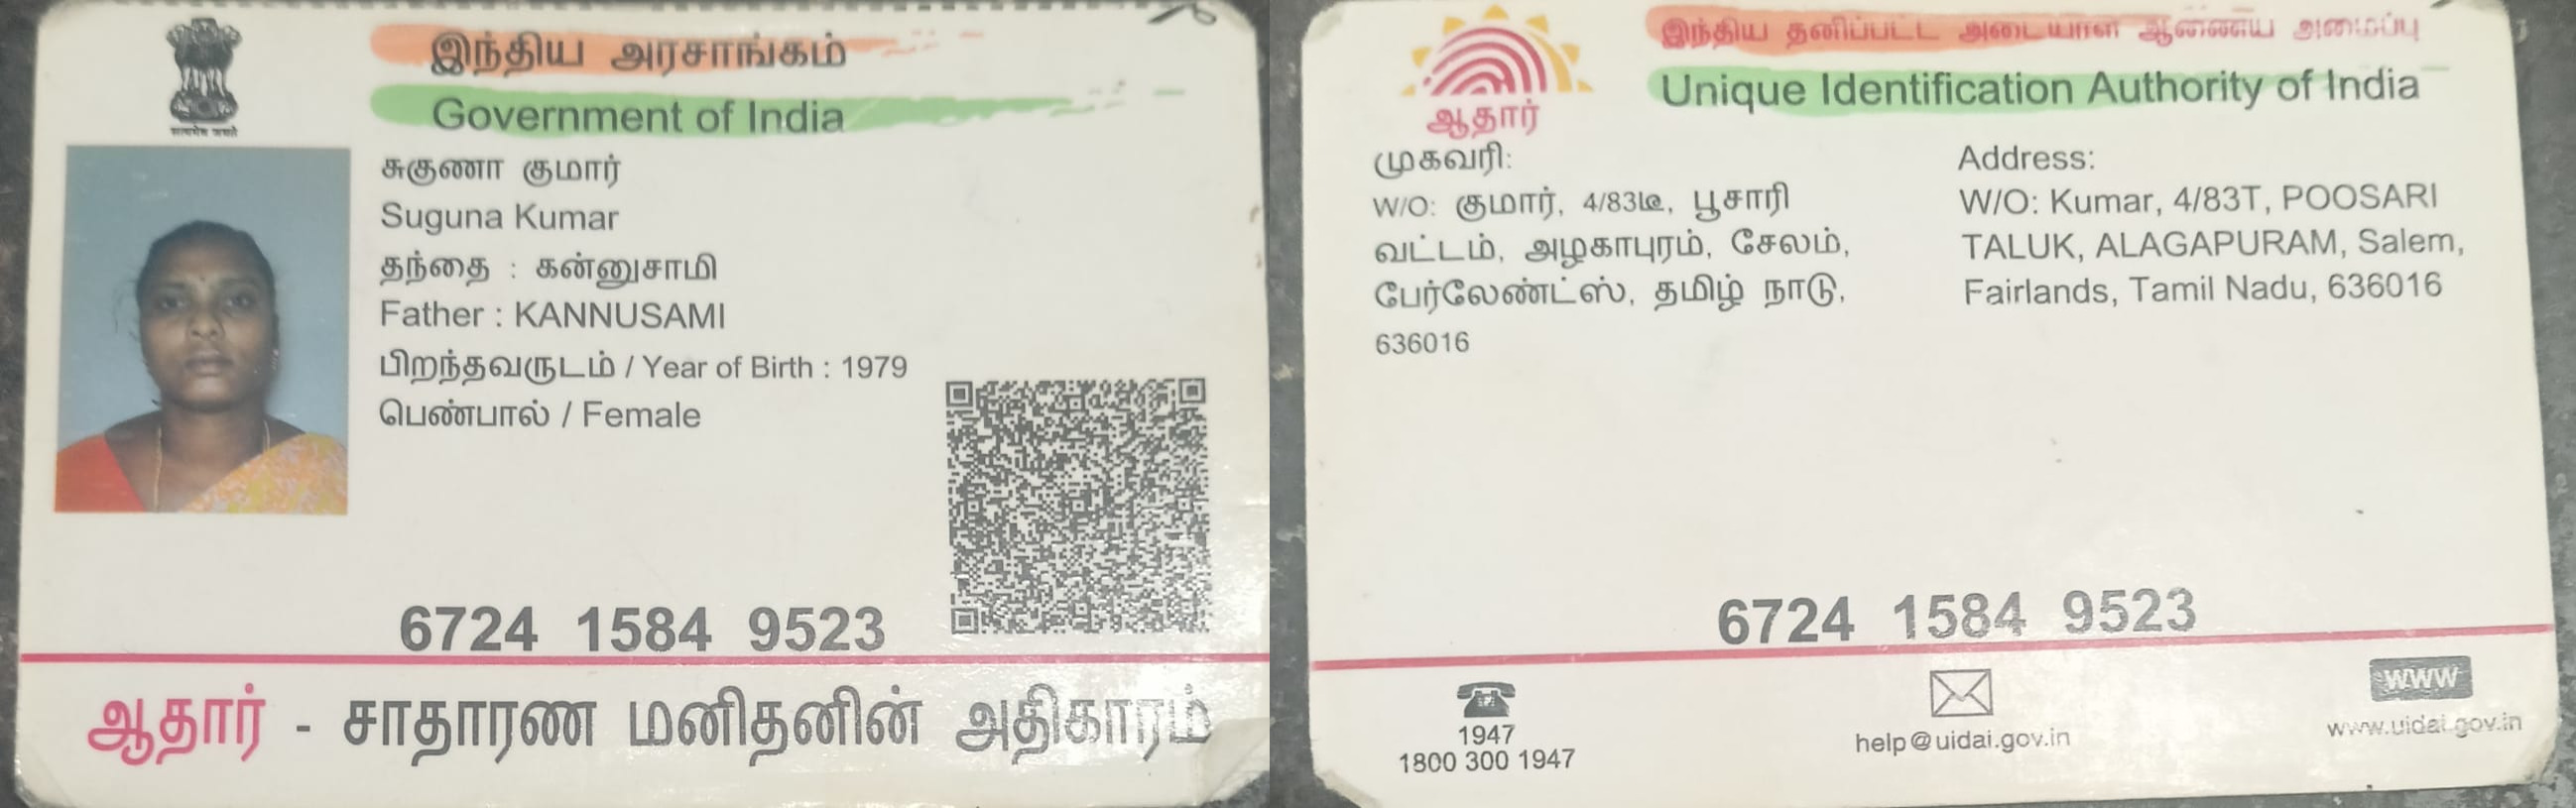 இந்திய அரசாங்கம்
Government of India
सत्यमेव जयते
சுகுணா குமார்
Suguna Kumar
தந்தை : கன்னுசாமி
Father : KANNUSAMI
பிறந்தவருடம் / Year of Birth : 1979
பெண்பால் / Female
6724 1584 9523
ஆதார் - சாதாரண மனிதனின் அதிகாரம்
இந்திய தனிப்பட்ட அடையாள ஆணைய அமைப்பு
Unique Identification Authority of India
ஆதார்
முகவரி:
W/O: குமார், 4/83டீ, பூசாரி
வட்டம், அழகாபுரம், சேலம்,
பேர்லேண்ட்ஸ், தமிழ் நாடு,
636016
Address:
W/O: Kumar, 4/83T, POOSARI
TALUK, ALAGAPURAM, Salem,
Fairlands, Tamil Nadu, 636016
6724 1584 9523
1947
1800 300 1947
help@uidai.gov.in
WWW
www.uidai.gov.in